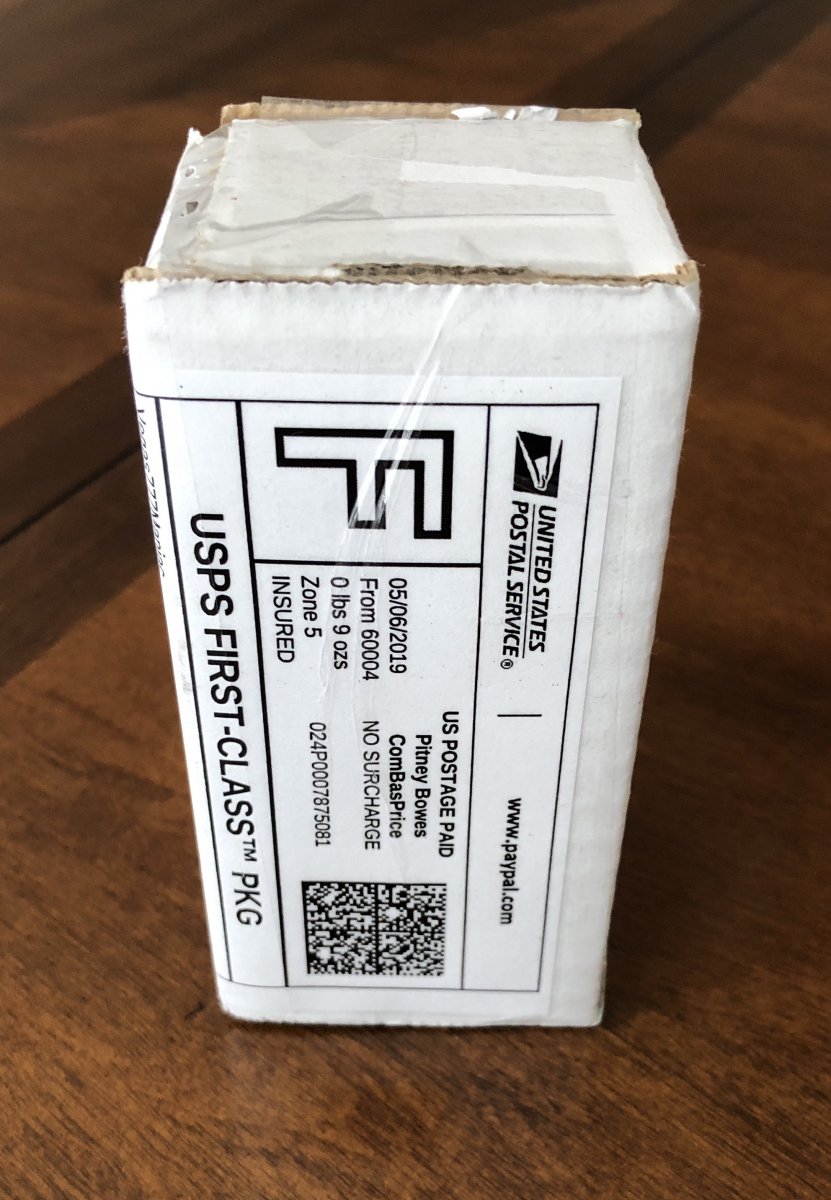 UNITED STATES
POSTAL SERVICE®
www.paypal.com
F
US POSTAGE PAID
Pitney Bowes
ComBasPrice
NO SURCHARGE
024P0007875081
05/06/2019
From 60004
0 lbs 9 ozs
Zone 5
INSURED
USPS FIRST-CLASS™ PKG